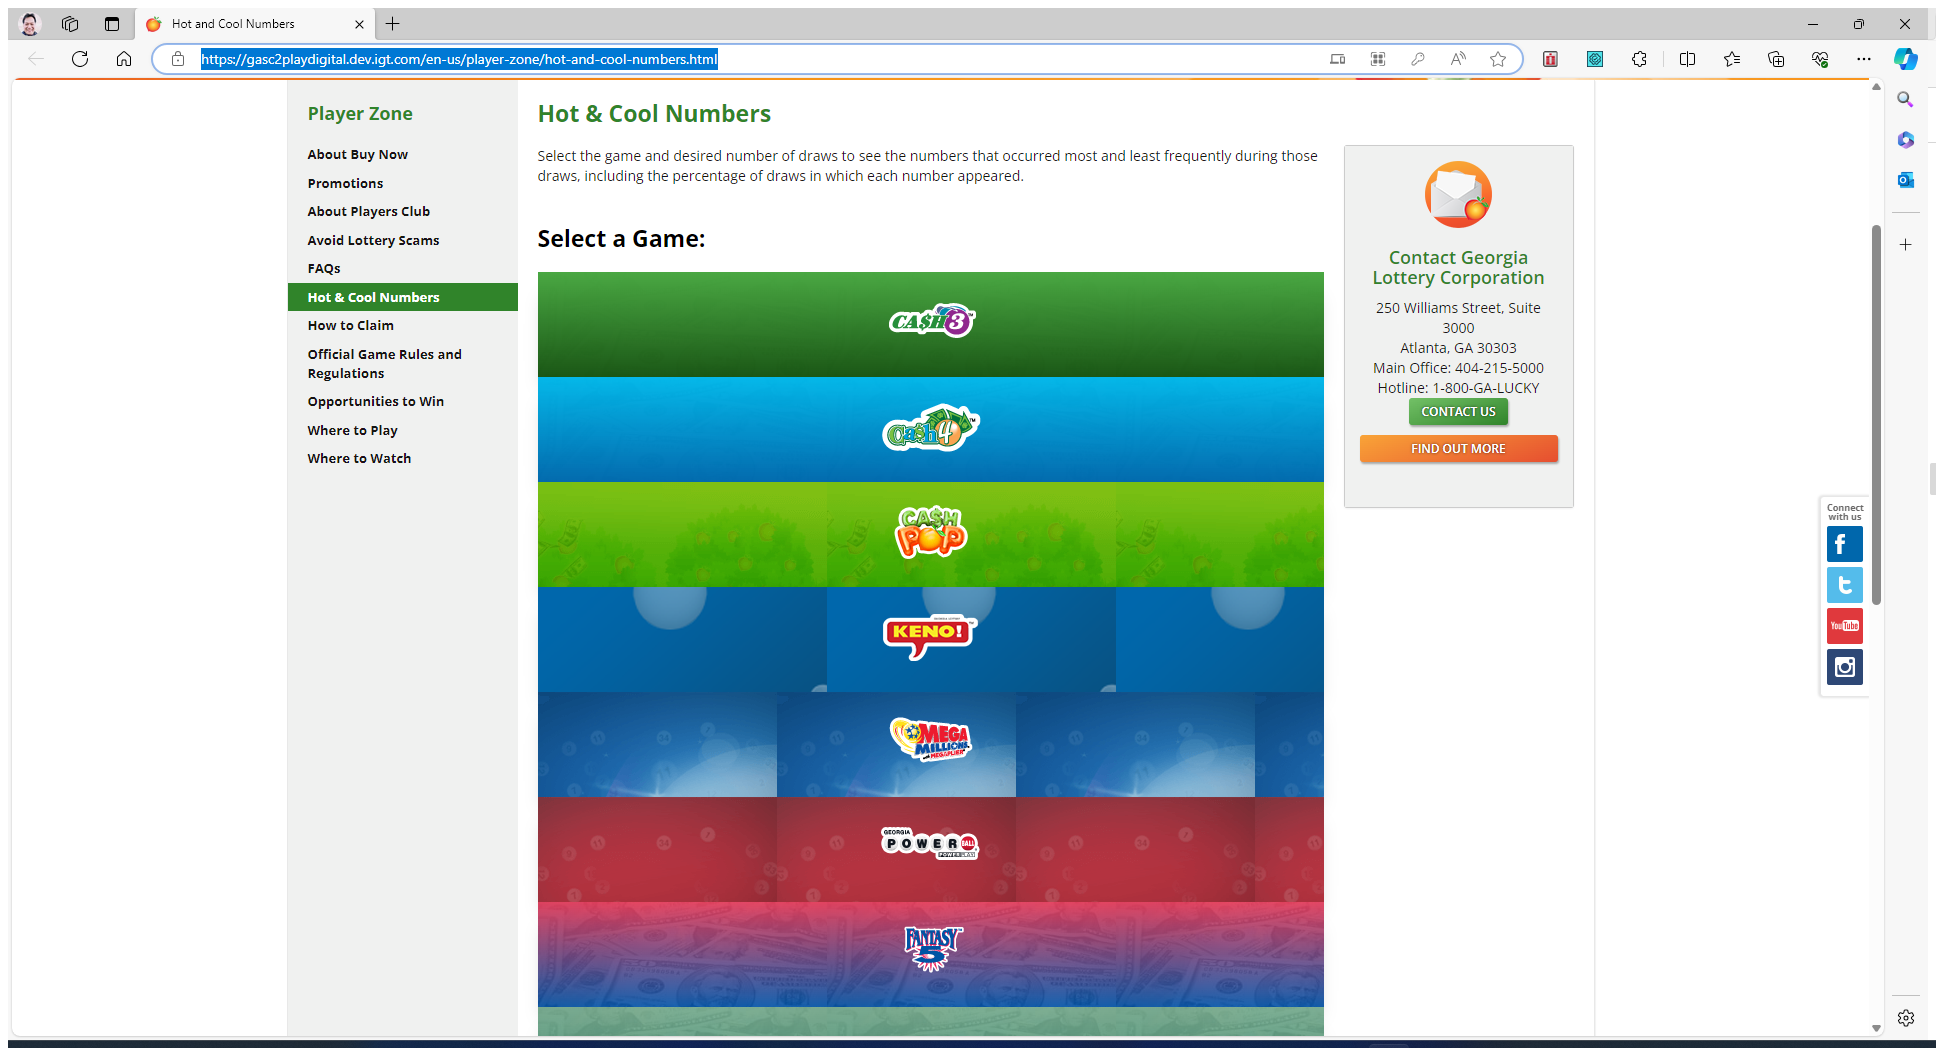 Hot and Cool Numbers
https://gasc2playdigital.dev.igt.com/en-us/player-zone/hot-and-cool-numbers.html
Player Zone
About Buy Now
Promotions
About Players Club
Avoid Lottery Scams
FAQs
Hot & Cool Numbers
How to Claim
Official Game Rules and
Regulations
Opportunities to Win
Where to Play
Where to Watch
Hot & Cool Numbers
Select the game and desired number of draws to see the numbers that occurred most and least frequently during those
draws, including the percentage of draws in which each number appeared.
Select a Game:
CA$H 3
Ca$h 4
CA$H
POP
KENO!
MEGA
MILLIONS
MEGAPLIER
GEORGIA
POWERBALL
POWER PLAY
FANTASY
5
Contact Georgia
Lottery Corporation
250 Williams Street, Suite
3000
Atlanta, GA 30303
Main Office: 404-215-5000
Hotline: 1-800-GA-LUCKY
CONTACT US
FIND OUT MORE
Connect
with us
You Tube